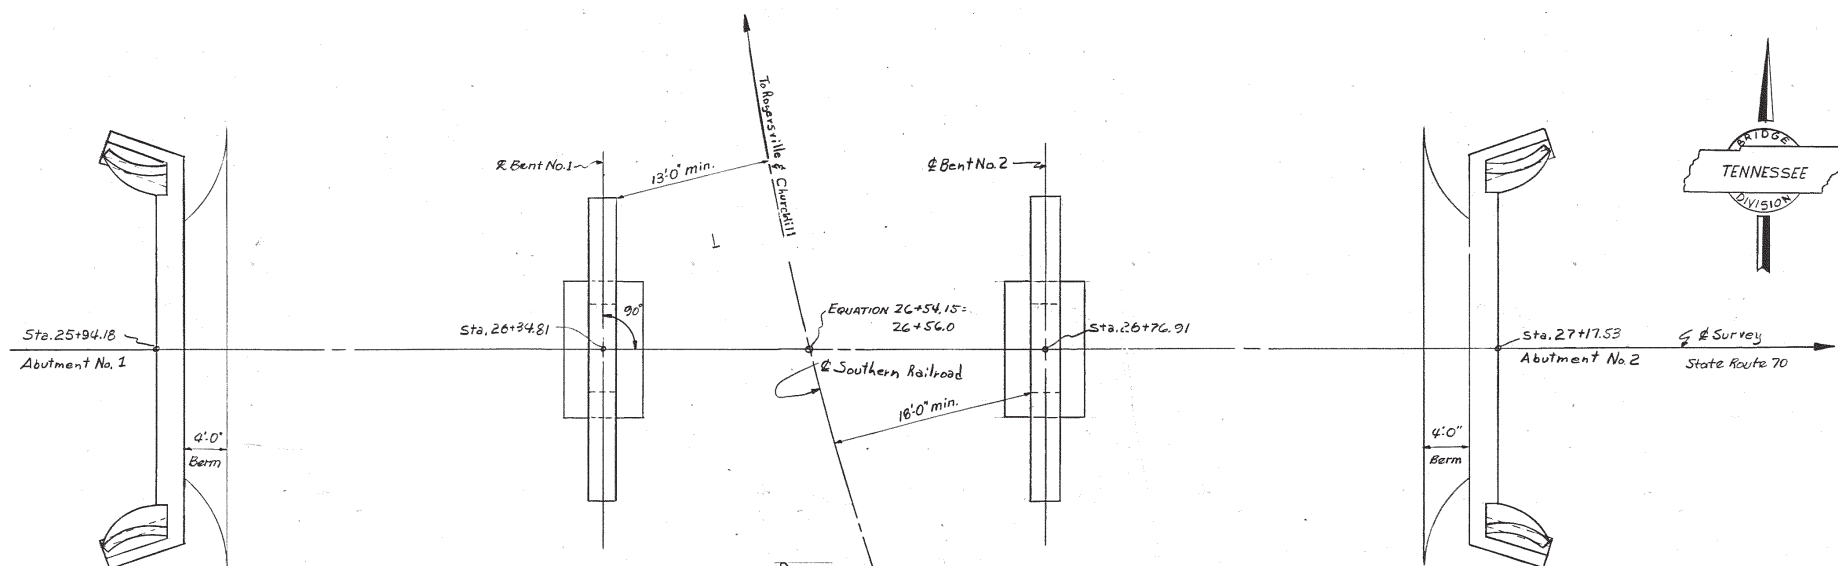 To Rogersville & Churchhill
BRIDGE
TENNESSEE
DIVISION
℄ Bent No.1
13'-0" min.
℄ Bent No.2
90°
EQUATION 26+54.15=
26+56.0
Sta. 25+94.18
Abutment No. 1
Sta. 26+34.81
Sta. 26+76.91
Sta. 27+17.53
Abutment No. 2
℄ Survey
State Route 70
℄ Southern Railroad
18'-0" min.
4'-0"
Berm
4'-0"
Berm